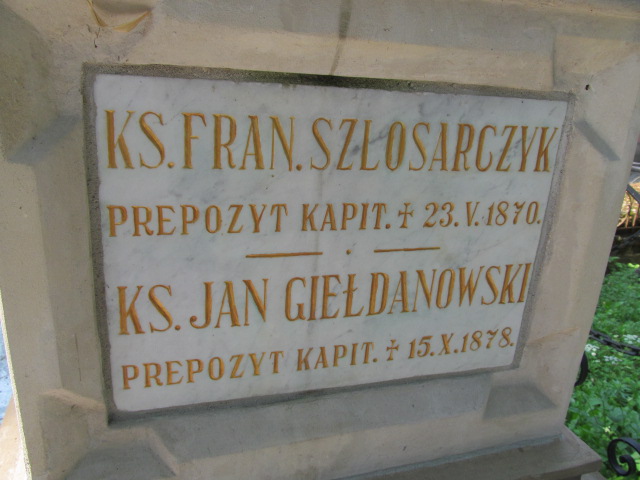 KS. FRAN. SZLOSARCZYK
PREPOZYT KAPIT. ✝ 23. V. 1870.
KS. JAN GIEŁDANOWSKI
PREPOZYT KAPIT. ✝ 15. X. 1878.